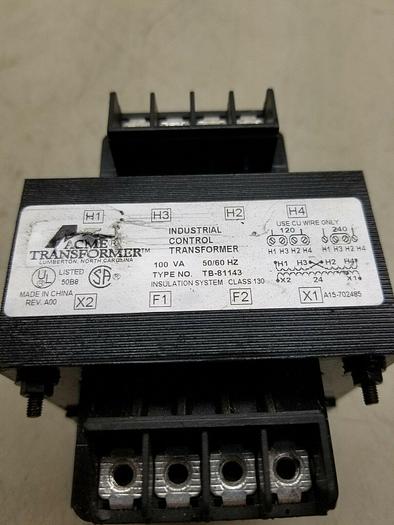 H1 H3 H2 H4
ACME
TRANSFORMER™
LUMBERTON, NORTH CAROLINA
INDUSTRIAL
CONTROL
TRANSFORMER
USE CU WIRE ONLY
120 240
H1 H3 H2 H4 H1 H3 H2 H4
H1 H3 H2 H4
X2 24 X1
UL LISTED
50B8
SA
100 VA 50/60 HZ
TYPE NO. TB-81143
INSULATION SYSTEM CLASS 130
MADE IN CHINA
REV. A00
X2 F1 F2 X1
A15-702485